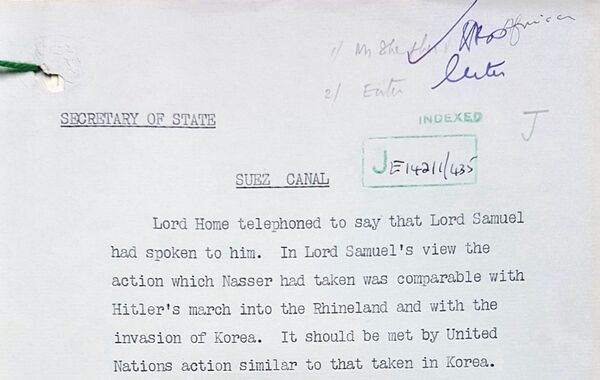 1)
African
2) Enter
Enter
INDEXED
J
SECRETARY OF STATE
JE14211/435
SUEZ CANAL
Lord Home telephoned to say that Lord Samuel
had spoken to him. In Lord Samuel's view the
action which Nasser had taken was comparable with
Hitler's march into the Rhineland and with the
invasion of Korea. It should be met by United
Nations action similar to that taken in Korea.